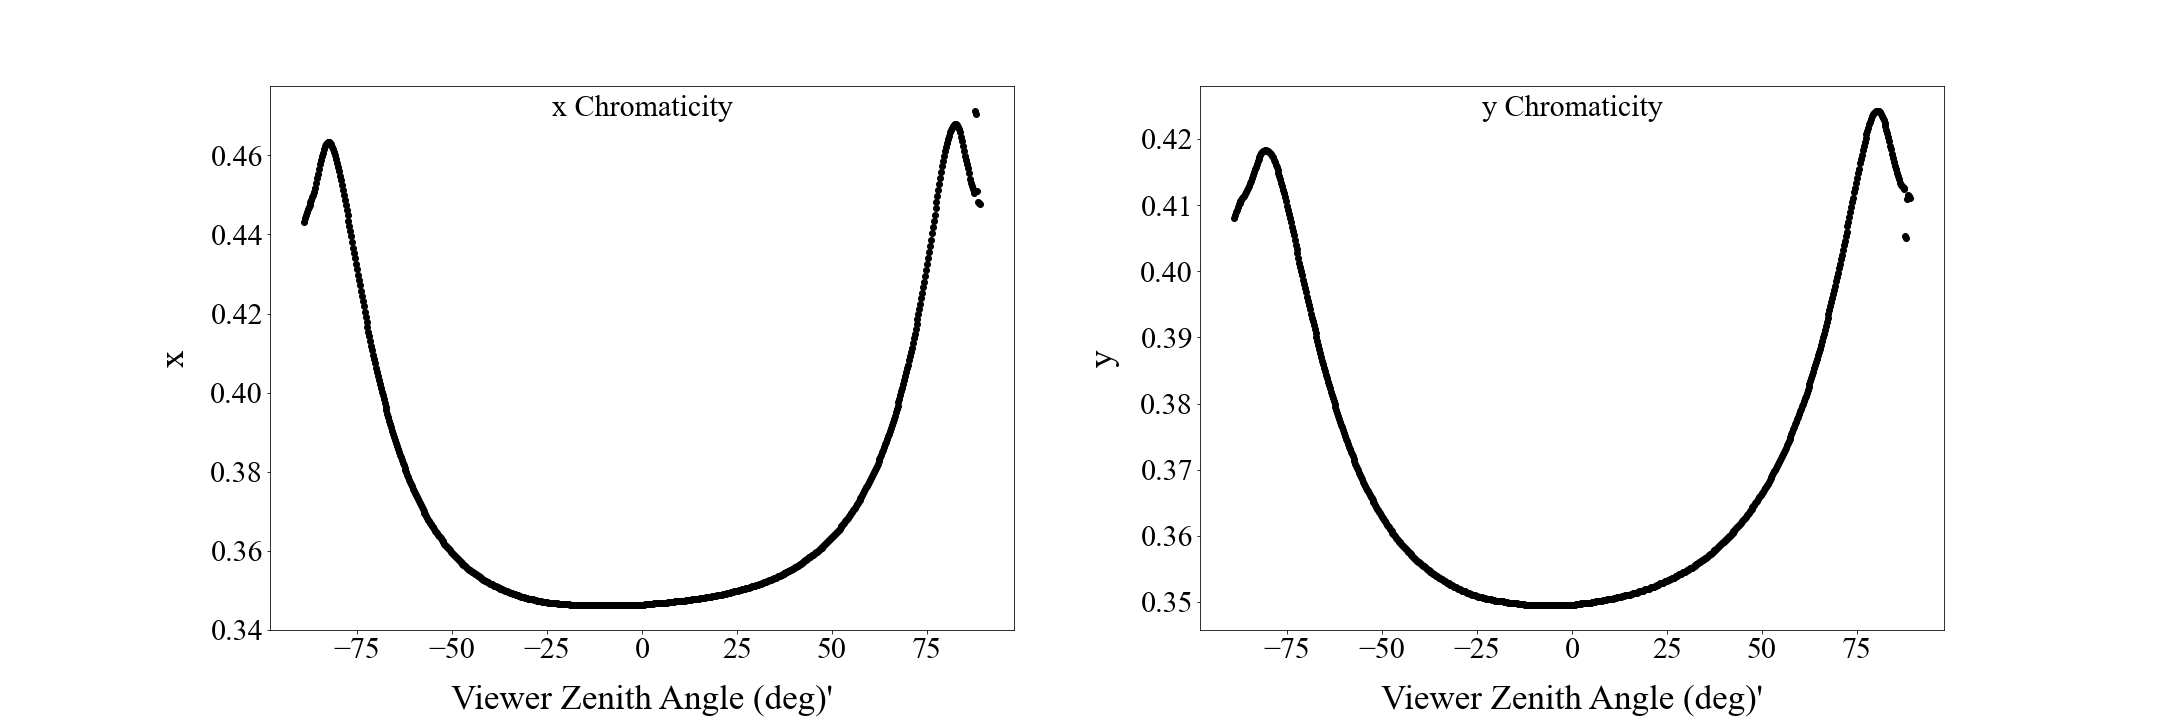 x Chromaticity
0.46
0.44
0.42
0.40
0.38
0.36
0.34
x
−75 −50 −25 0 25 50 75
Viewer Zenith Angle (deg)'
y Chromaticity
0.42
0.41
0.40
0.39
0.38
0.37
0.36
0.35
y
−75 −50 −25 0 25 50 75
Viewer Zenith Angle (deg)'